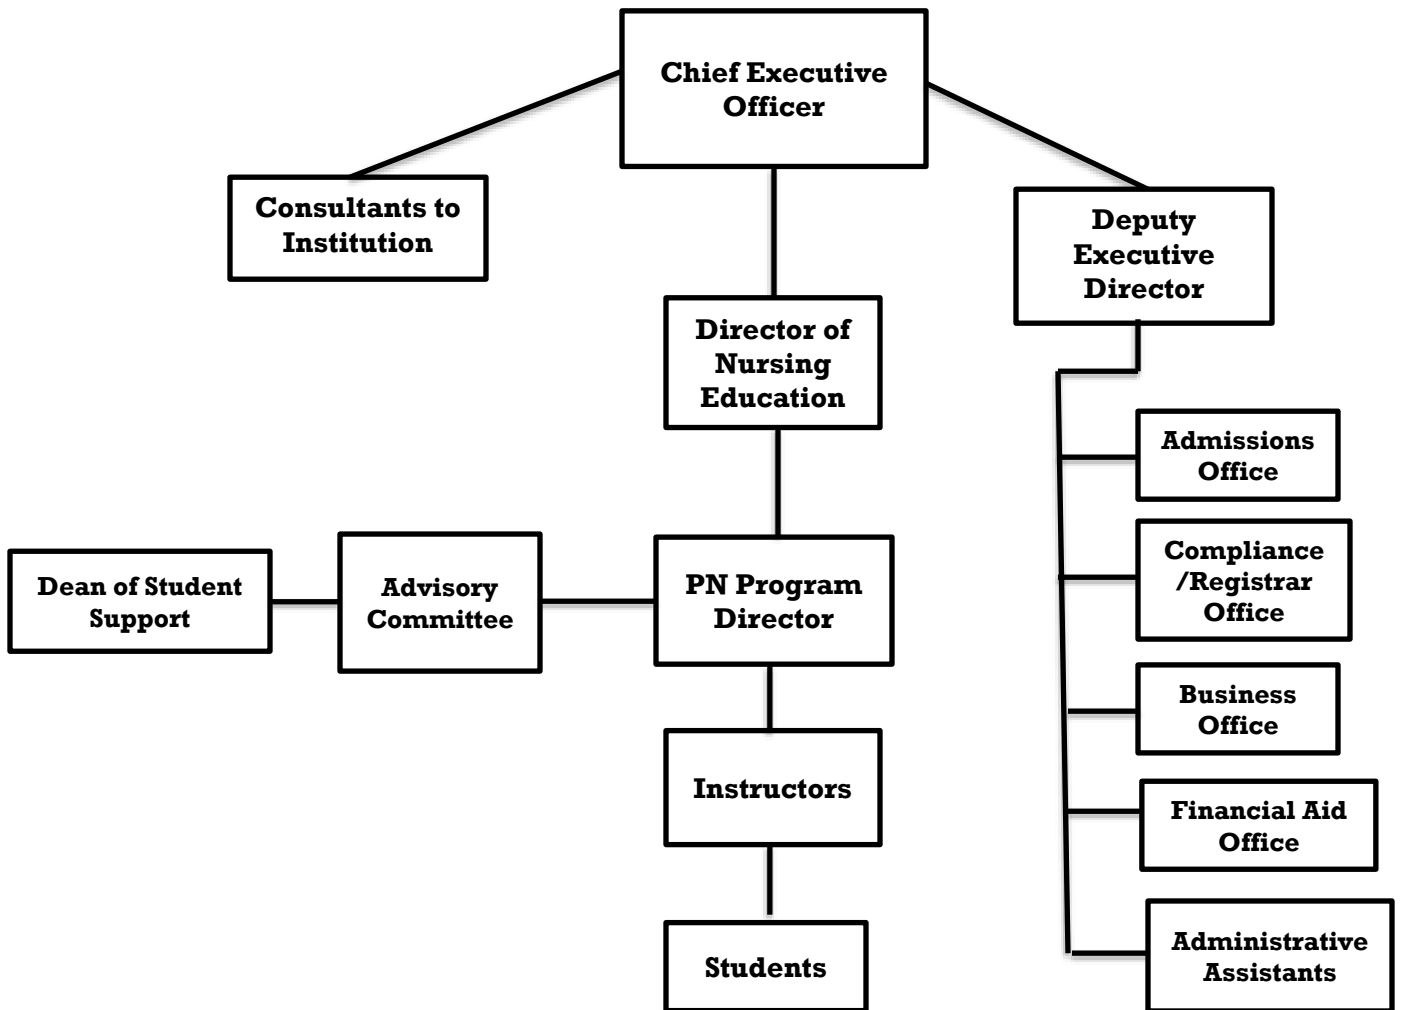 Chief Executive
Officer
Consultants to
Institution
Deputy
Executive
Director
Director of
Nursing
Education
Admissions
Office
Compliance
/Registrar
Office
Dean of Student
Support
Advisory
Committee
PN Program
Director
Business
Office
Instructors
Financial Aid
Office
Students
Administrative
Assistants